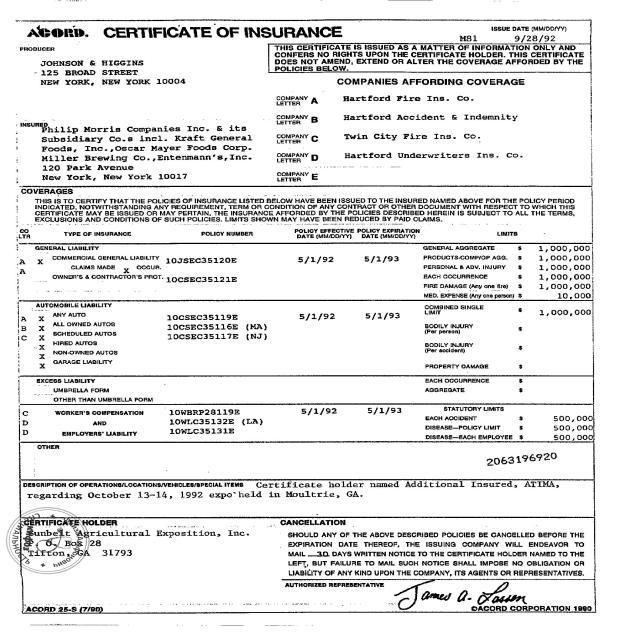 ACORD. CERTIFICATE OF INSURANCE
M81
ISSUE DATE (MM/DD/YY)
9/28/92
PRODUCER
JOHNSON & HIGGINS
125 BROAD STREET
NEW YORK, NEW YORK 10004
THIS CERTIFICATE IS ISSUED AS A MATTER OF INFORMATION ONLY AND
CONFERS NO RIGHTS UPON THE CERTIFICATE HOLDER. THIS CERTIFICATE
DOES NOT AMEND, EXTEND OR ALTER THE COVERAGE AFFORDED BY THE
POLICIES BELOW.
COMPANIES AFFORDING COVERAGE
COMPANY LETTER A Hartford Fire Ins. Co.
COMPANY LETTER B Hartford Accident & Indemnity
COMPANY LETTER C Twin City Fire Ins. Co.
COMPANY LETTER D Hartford Underwriters Ins. Co.
COMPANY LETTER E
INSURED
Philip Morris Companies Inc. & its
Subsidiary Co.s incl. Kraft General
Foods, Inc.,Oscar Mayer Foods Corp.
Miller Brewing Co.,Entenmann's,Inc.
120 Park Avenue
New York, New York 10017
COVERAGES
THIS IS TO CERTIFY THAT THE POLICIES OF INSURANCE LISTED BELOW HAVE BEEN ISSUED TO THE INSURED NAMED ABOVE FOR THE POLICY PERIOD
INDICATED, NOTWITHSTANDING ANY REQUIREMENT, TERM OR CONDITION OF ANY CONTRACT OR OTHER DOCUMENT WITH RESPECT TO WHICH THIS
CERTIFICATE MAY BE ISSUED OR MAY PERTAIN, THE INSURANCE AFFORDED BY THE POLICIES DESCRIBED HEREIN IS SUBJECT TO ALL THE TERMS,
EXCLUSIONS AND CONDITIONS OF SUCH POLICIES. LIMITS SHOWN MAY HAVE BEEN REDUCED BY PAID CLAIMS.
CO LTR TYPE OF INSURANCE POLICY NUMBER POLICY EFFECTIVE DATE (MM/DD/YY) POLICY EXPIRATION DATE (MM/DD/YY) LIMITS
GENERAL LIABILITY GENERAL AGGREGATE $ 1,000,000
A X COMMERCIAL GENERAL LIABILITY 10JSEC35120E 5/1/92 5/1/93 PRODUCTS-COMP/OP AGG. $ 1,000,000
CLAIMS MADE X OCCUR. PERSONAL & ADV. INJURY $ 1,000,000
A OWNER'S & CONTRACTOR'S PROT. 10CSEC35121E EACH OCCURRENCE $ 1,000,000
FIRE DAMAGE (Any one fire) $ 1,000,000
MED. EXPENSE (Any one person) $ 10,000
AUTOMOBILE LIABILITY COMBINED SINGLE LIMIT $ 1,000,000
A X ANY AUTO 10CSEC35119E 5/1/92 5/1/93
B X ALL OWNED AUTOS 10CSEC35116E (MA) BODILY INJURY (Per person) $
C X SCHEDULED AUTOS 10CSEC35117E (NJ)
X HIRED AUTOS BODILY INJURY (Per accident) $
X NON-OWNED AUTOS
X GARAGE LIABILITY PROPERTY DAMAGE $
EXCESS LIABILITY EACH OCCURRENCE $
UMBRELLA FORM AGGREGATE $
OTHER THAN UMBRELLA FORM
C WORKER'S COMPENSATION 10WBRP28119E 5/1/92 5/1/93 STATUTORY LIMITS
D AND 10WLC35132E (LA) EACH ACCIDENT $ 500,000
D EMPLOYERS' LIABILITY 10WLC35131E DISEASE—POLICY LIMIT $ 500,000
DISEASE—EACH EMPLOYEE $ 500,000
OTHER
2063196920
DESCRIPTION OF OPERATIONS/LOCATIONS/VEHICLES/SPECIAL ITEMS Certificate holder named Additional Insured, ATIMA,
regarding October 13-14, 1992 expo held in Moultrie, GA.
CERTIFICATE HOLDER
Sunbelt Agricultural Exposition, Inc.
P. O. Box 28
Tifton, GA 31793
CANCELLATION
SHOULD ANY OF THE ABOVE DESCRIBED POLICIES BE CANCELLED BEFORE THE
EXPIRATION DATE THEREOF, THE ISSUING COMPANY WILL ENDEAVOR TO
MAIL 30 DAYS WRITTEN NOTICE TO THE CERTIFICATE HOLDER NAMED TO THE
LEFT, BUT FAILURE TO MAIL SUCH NOTICE SHALL IMPOSE NO OBLIGATION OR
LIABILITY OF ANY KIND UPON THE COMPANY, ITS AGENTS OR REPRESENTATIVES.
AUTHORIZED REPRESENTATIVE
James A. Lassen
ACORD 25-S (7/90)
©ACORD CORPORATION 1990